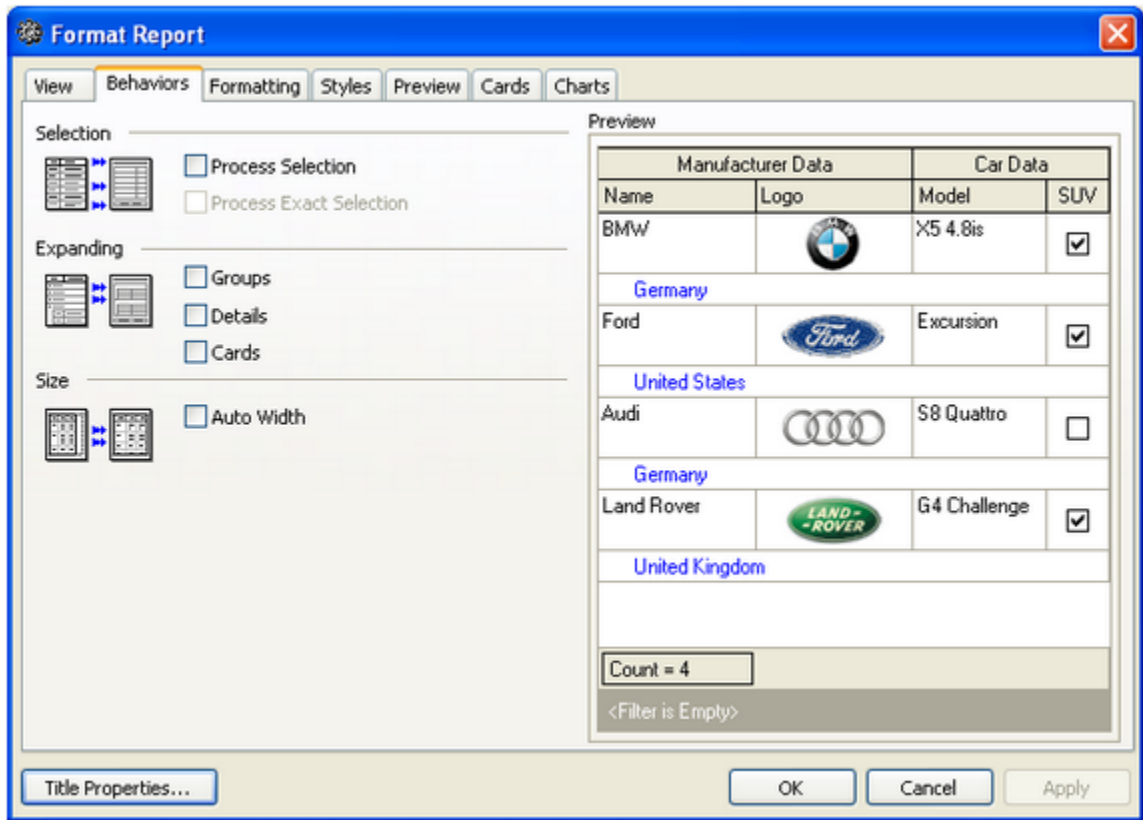 Format Report
View Behaviors Formatting Styles Preview Cards Charts
Selection
Process Selection
Process Exact Selection
Expanding
Groups
Details
Cards
Size
Auto Width
Preview
Manufacturer Data Car Data
Name Logo Model SUV
BMW X5 4.8is
Germany
Ford Ford Excursion
United States
Audi S8 Quattro
Germany
Land Rover LAND- G4 Challenge
-ROVER
United Kingdom
Count = 4
<Filter is Empty>
Title Properties... OK Cancel Apply